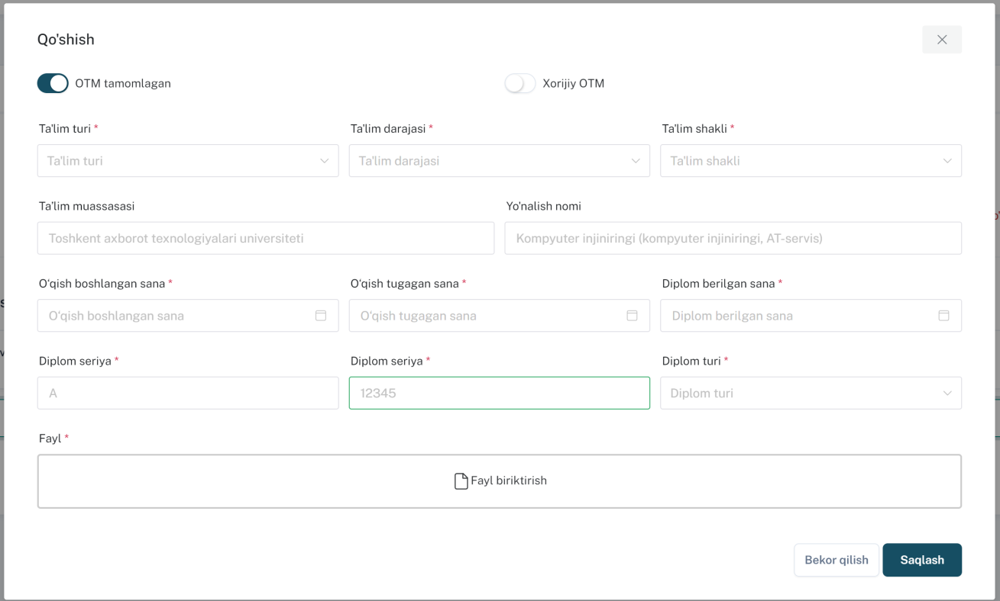 Qo'shish
OTM tamomlagan
Xorijiy OTM
Ta'lim turi *
Ta'lim darajasi *
Ta'lim shakli *
Ta'lim turi
Ta'lim darajasi
Ta'lim shakli
Ta’lim muassasasi
Yo'nalish nomi
Toshkent axborot texnologiyalari universiteti
Kompyuter injiniringi (kompyuter injiniringi, AT-servis)
O‘qish boshlangan sana *
O‘qish tugagan sana *
Diplom berilgan sana *
O‘qish boshlangan sana
O‘qish tugagan sana
Diplom berilgan sana
Diplom seriya *
Diplom seriya *
Diplom turi *
A
12345
Diplom turi
Fayl *
Fayl biriktirish
Bekor qilish
Saqlash